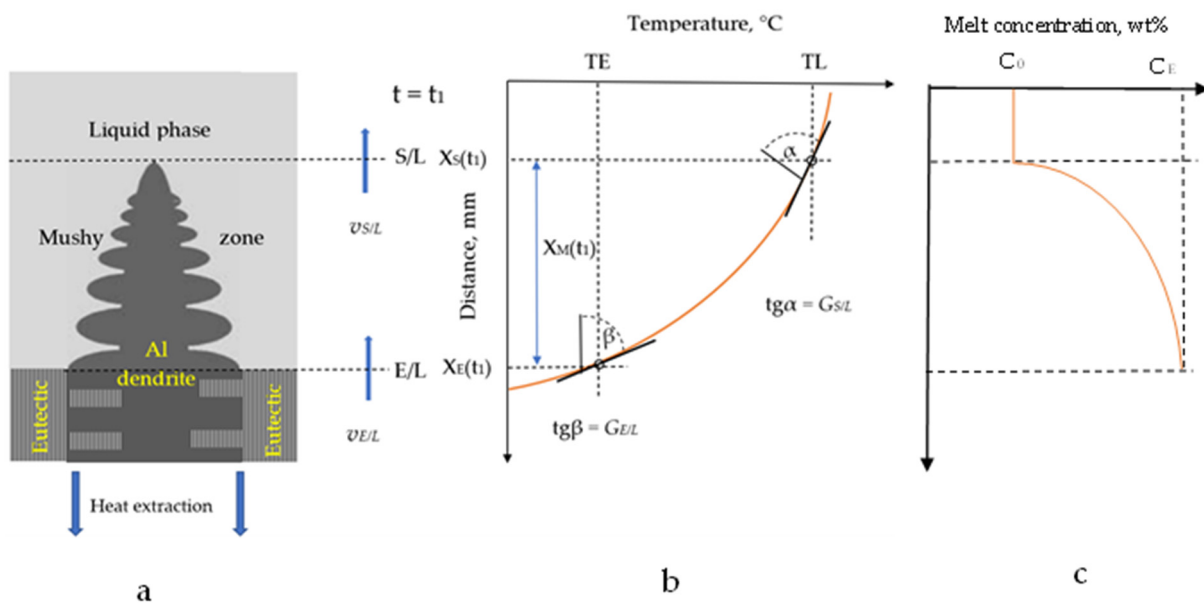 Liquid phase
Mushy
zone
Al
dendrite
Eutectic
Eutectic
Heat extraction
a
t = t₁
S/L
vS/L
E/L
vE/L
Temperature, °C
TE
TL
Distance, mm
XS(t₁)
XM(t₁)
XE(t₁)
α
β
tgα = GS/L
tgβ = GE/L
b
Melt concentration, wt%
C₀
CE
c